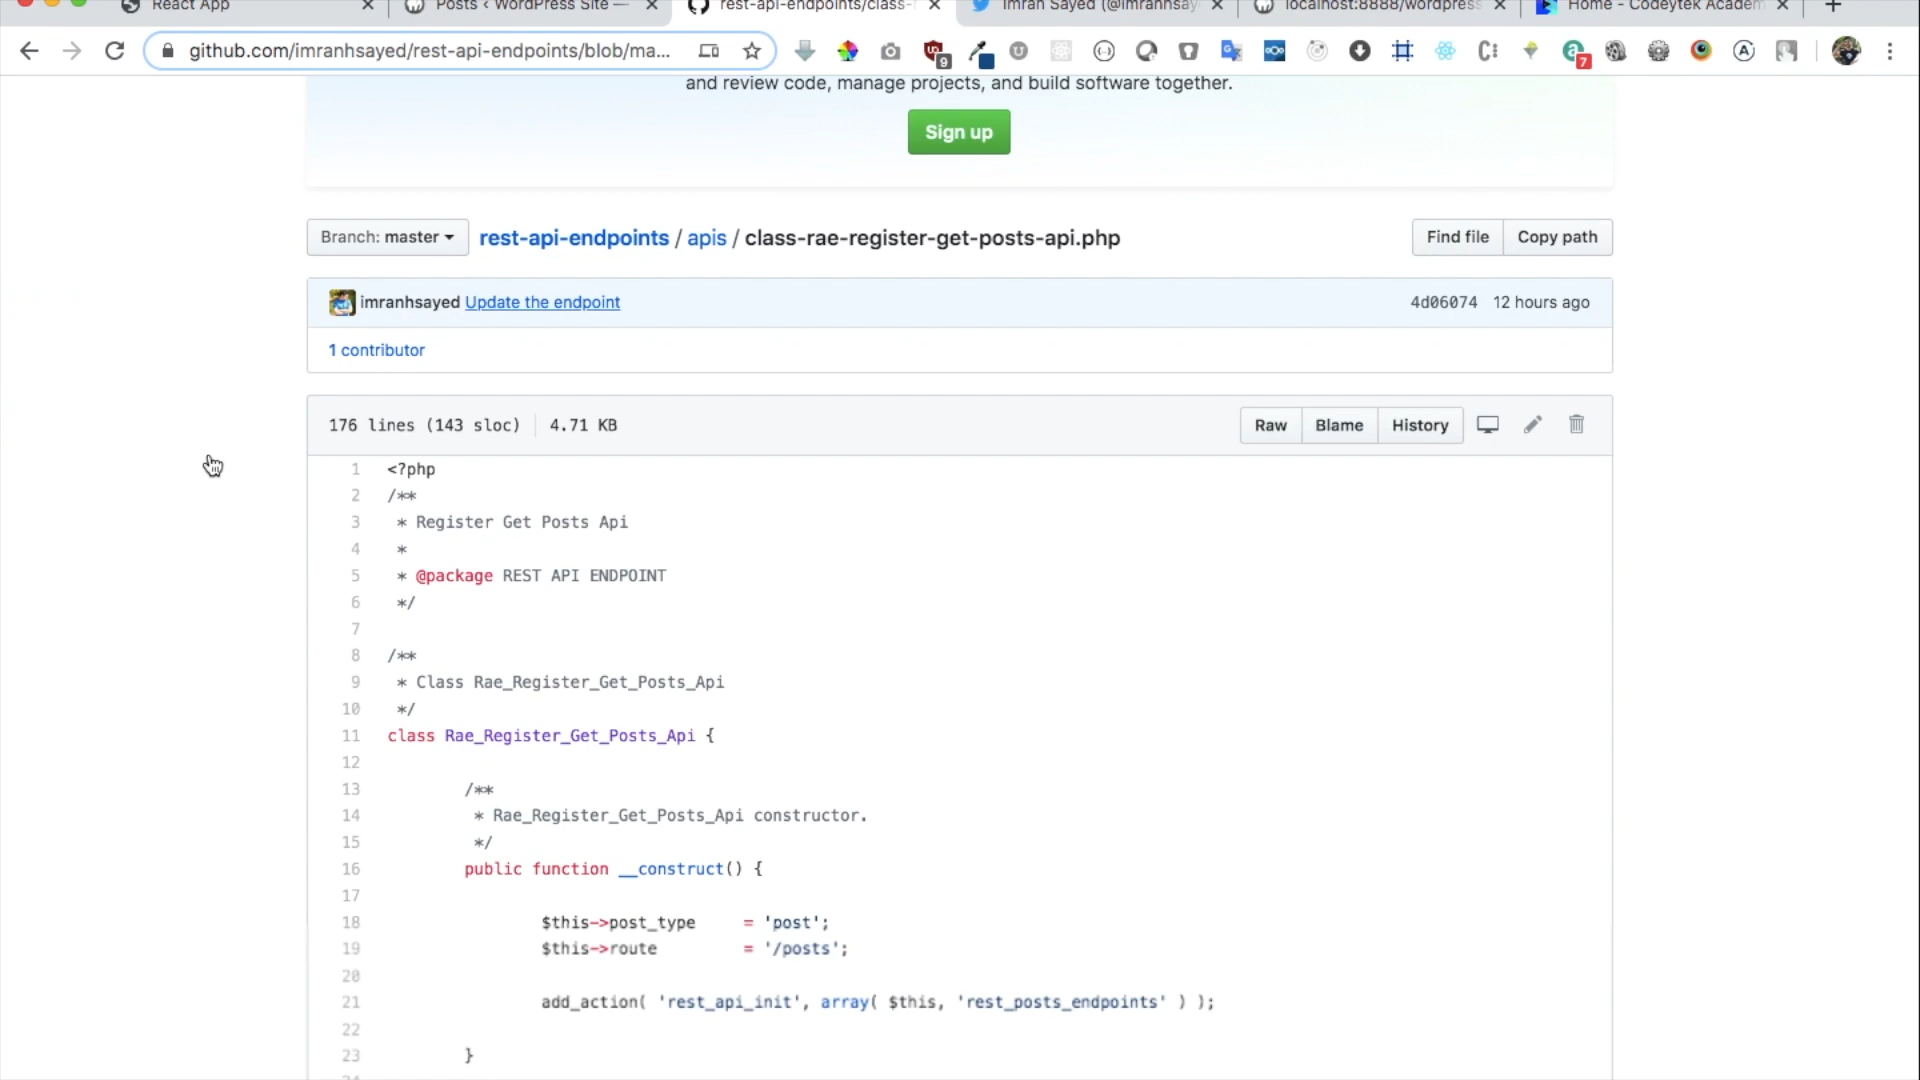 React App
Posts ‹ WordPress Site —
rest-api-endpoints/class-
Imran Sayed (@imranhsay
localhost:8888/wordpress
Home - Codeytek Academ
github.com/imranhsayed/rest-api-endpoints/blob/ma...
9
7
and review code, manage projects, and build software together.
Sign up
Branch: master
rest-api-endpoints / apis / class-rae-register-get-posts-api.php
Find file
Copy path
imranhsayed Update the endpoint
4d06074 12 hours ago
1 contributor
176 lines (143 sloc) 4.71 KB
Raw
Blame
History
1 <?php
2 /**
3 * Register Get Posts Api
4 *
5 * @package REST API ENDPOINT
6 */
7
8 /**
9 * Class Rae_Register_Get_Posts_Api
10 */
11 class Rae_Register_Get_Posts_Api {
12
13 /**
14 * Rae_Register_Get_Posts_Api constructor.
15 */
16 public function __construct() {
17
18 $this->post_type = 'post';
19 $this->route = '/posts';
20
21 add_action( 'rest_api_init', array( $this, 'rest_posts_endpoints' ) );
22
23 }